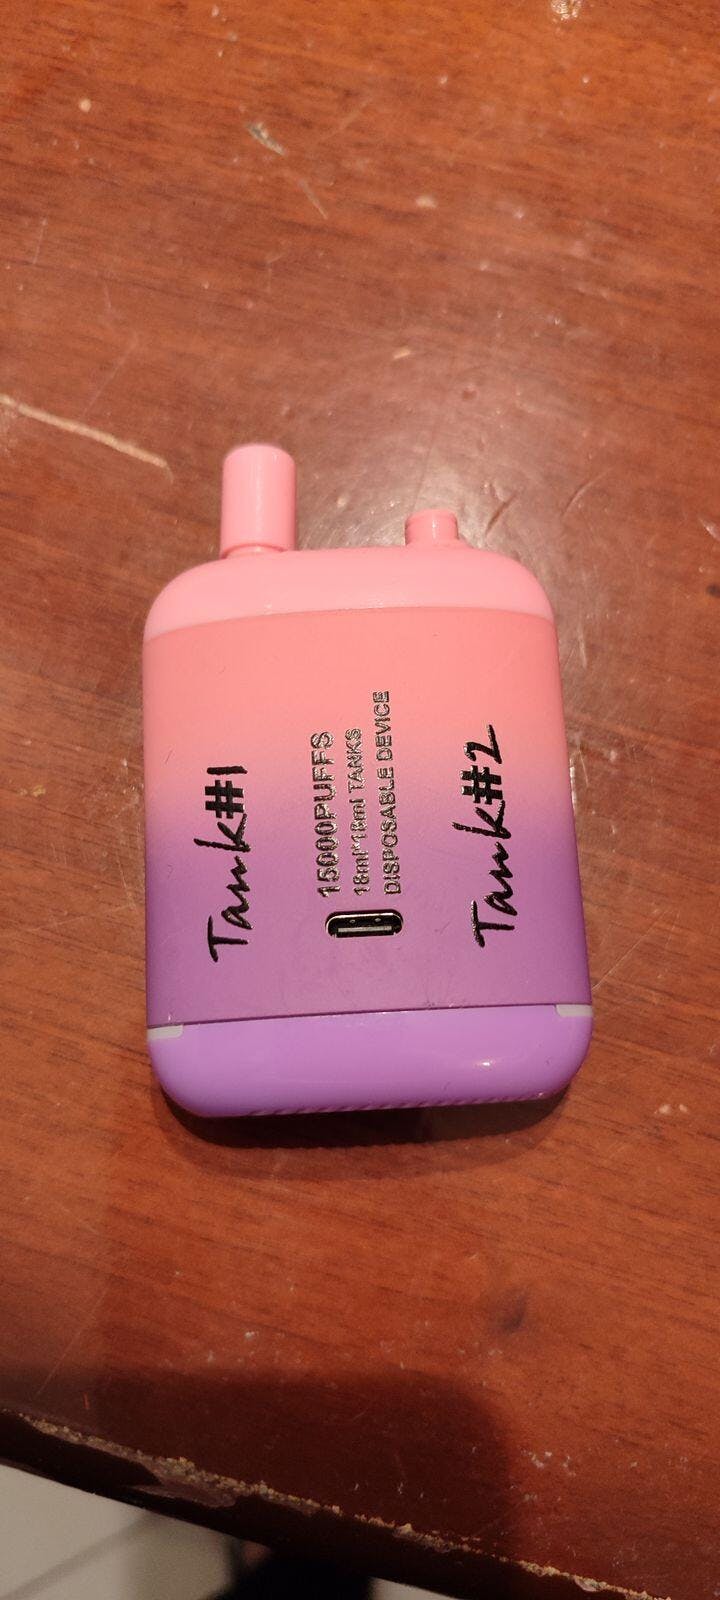 Tank#1
15000PUFFS
18ml*18ml TANKS
DISPOSABLE DEVICE
Tank#2